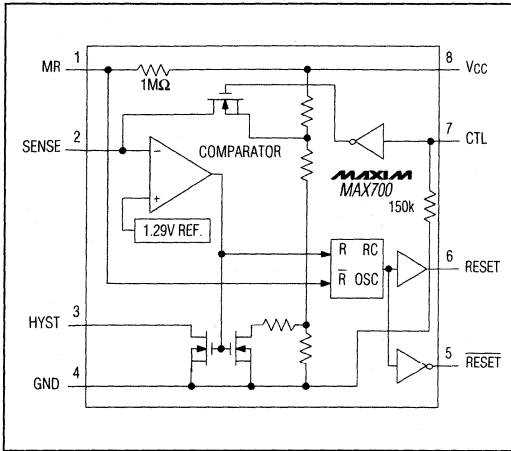 MR 1
1MΩ
8 VCC
SENSE 2
COMPARATOR
7 CTL
MAXIM
MAX700
150k
1.29V REF.
R RC
R̅ OSC
6 RESET
HYST 3
GND 4
5 R̅E̅S̅E̅T̅
−
+